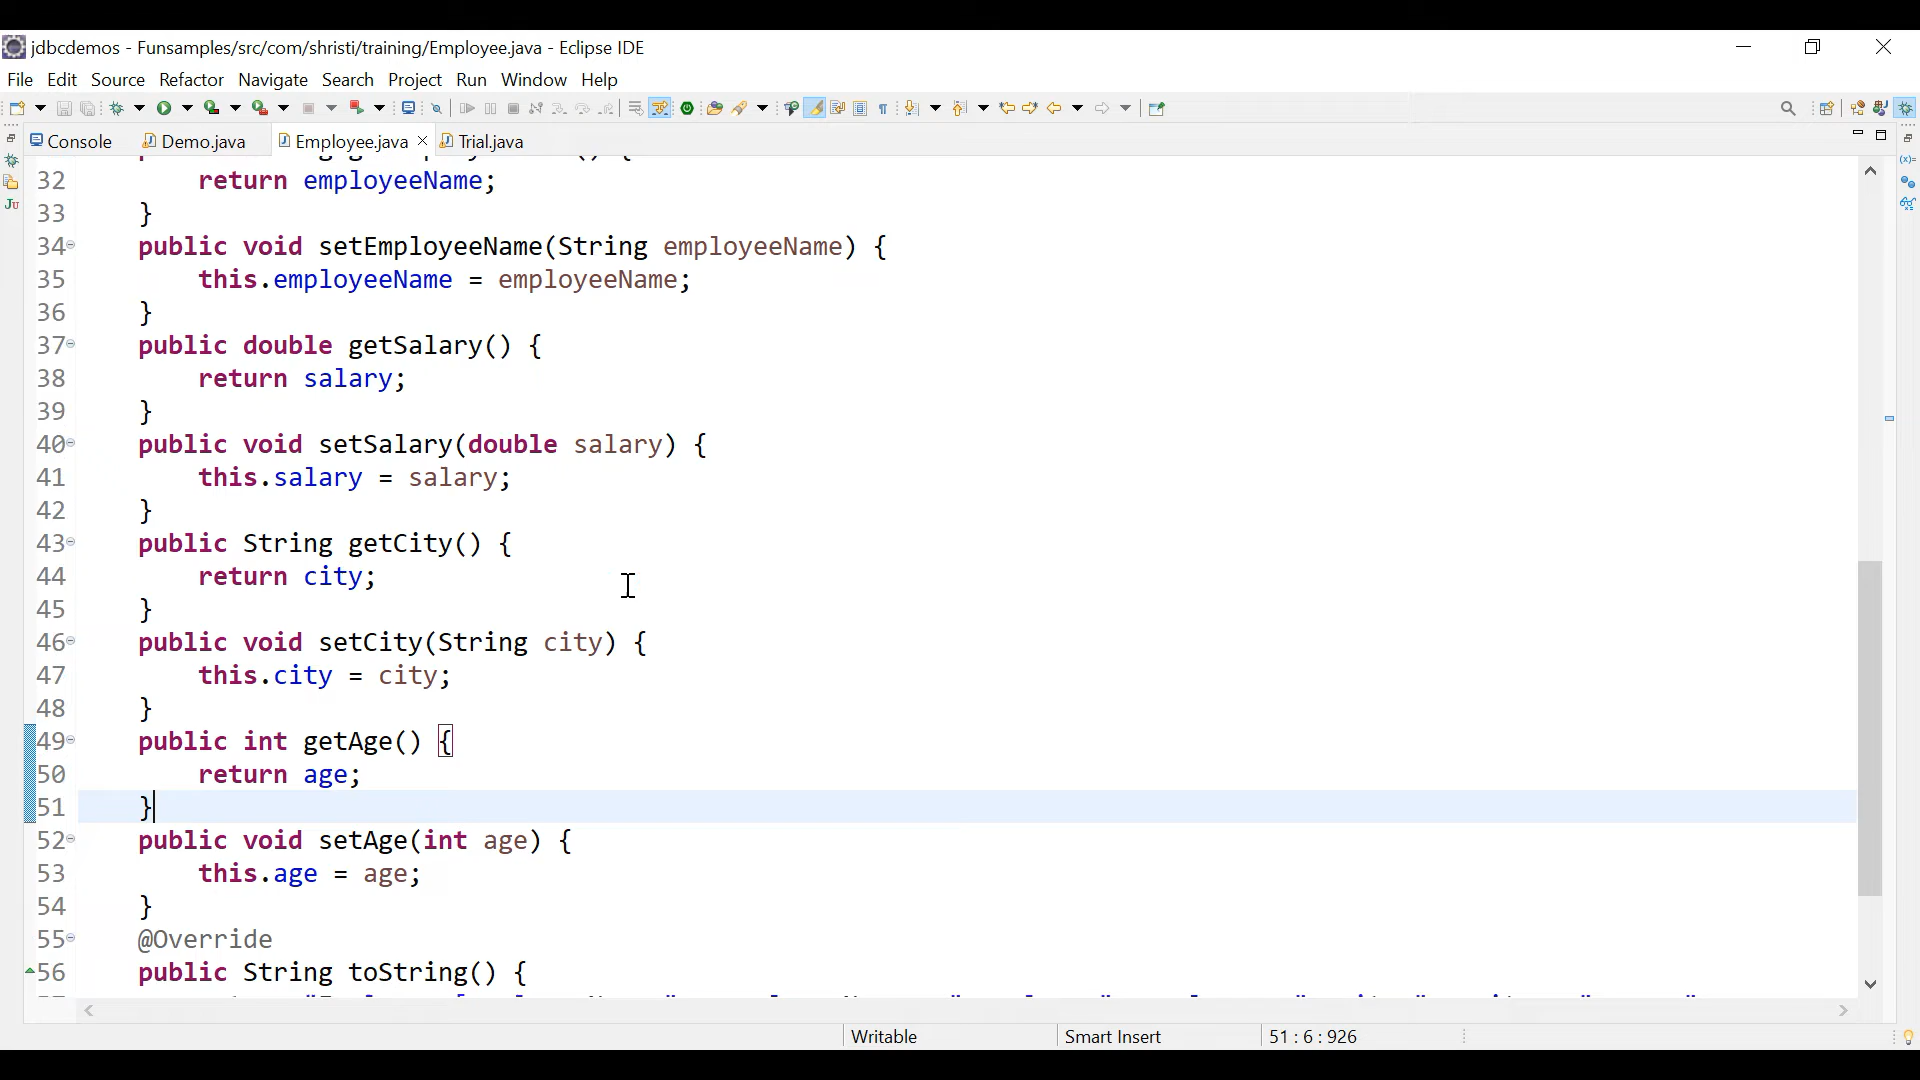 jdbcdemos - Funsamples/src/com/shristi/training/Employee.java - Eclipse IDE
File Edit Source Refactor Navigate Search Project Run Window Help
Console Demo.java Employee.java Trial.java
32 return employeeName;
33 }
34 public void setEmployeeName(String employeeName) {
35 this.employeeName = employeeName;
36 }
37 public double getSalary() {
38 return salary;
39 }
40 public void setSalary(double salary) {
41 this.salary = salary;
42 }
43 public String getCity() {
44 return city;
45 }
46 public void setCity(String city) {
47 this.city = city;
48 }
49 public int getAge() {
50 return age;
51 }
52 public void setAge(int age) {
53 this.age = age;
54 }
55 @Override
56 public String toString() {
Writable Smart Insert 51 : 6 : 926